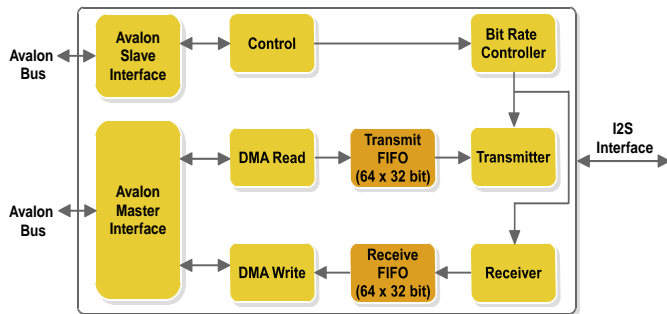 Avalon
Bus
Avalon
Slave
Interface
Control
Bit Rate
Controller
I2S
Interface
Avalon
Bus
Avalon
Master
Interface
DMA Read
Transmit
FIFO
(64 x 32 bit)
Transmitter
DMA Write
Receive
FIFO
(64 x 32 bit)
Receiver